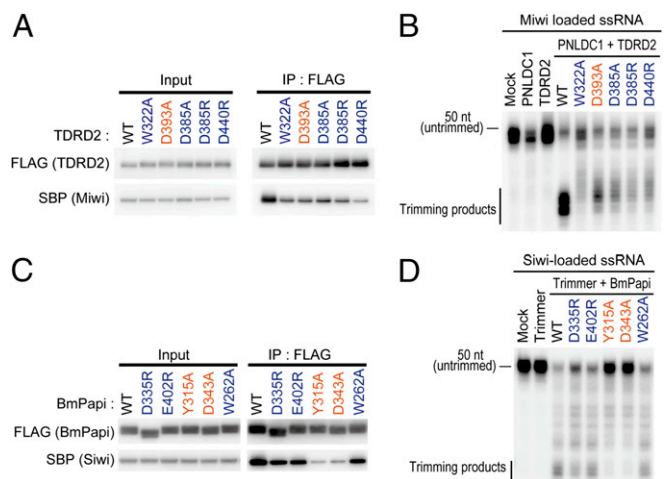 A
Input
IP : FLAG
TDRD2 :
WT
W322A
D393A
D385A
D385R
D440R
WT
W322A
D393A
D385A
D385R
D440R
FLAG (TDRD2)
SBP (Miwi)
B
Miwi loaded ssRNA
PNLDC1 + TDRD2
Mock
PNLDC1
TDRD2
WT
W322A
D393A
D385A
D385R
D440R
50 nt
(untrimmed)
Trimming products
C
Input
IP : FLAG
BmPapi :
WT
D335R
E402R
Y315A
D343A
W262A
WT
D335R
E402R
Y315A
D343A
W262A
FLAG (BmPapi)
SBP (Siwi)
D
Siwi-loaded ssRNA
Trimmer + BmPapi
Mock
Trimmer
WT
D335R
E402R
Y315A
D343A
W262A
50 nt
(untrimmed)
Trimming products